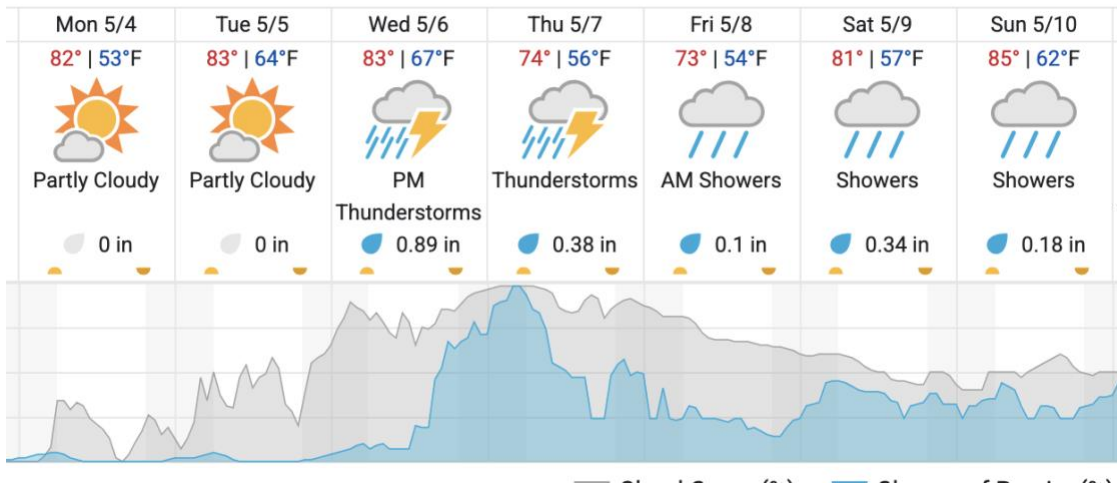 Mon 5/4 Tue 5/5 Wed 5/6 Thu 5/7 Fri 5/8 Sat 5/9 Sun 5/10
82° | 53°F 83° | 64°F 83° | 67°F 74° | 56°F 73° | 54°F 81° | 57°F 85° | 62°F
Partly Cloudy Partly Cloudy PM Thunderstorms AM Showers Showers Showers
Thunderstorms
0 in 0 in 0.89 in 0.38 in 0.1 in 0.34 in 0.18 in